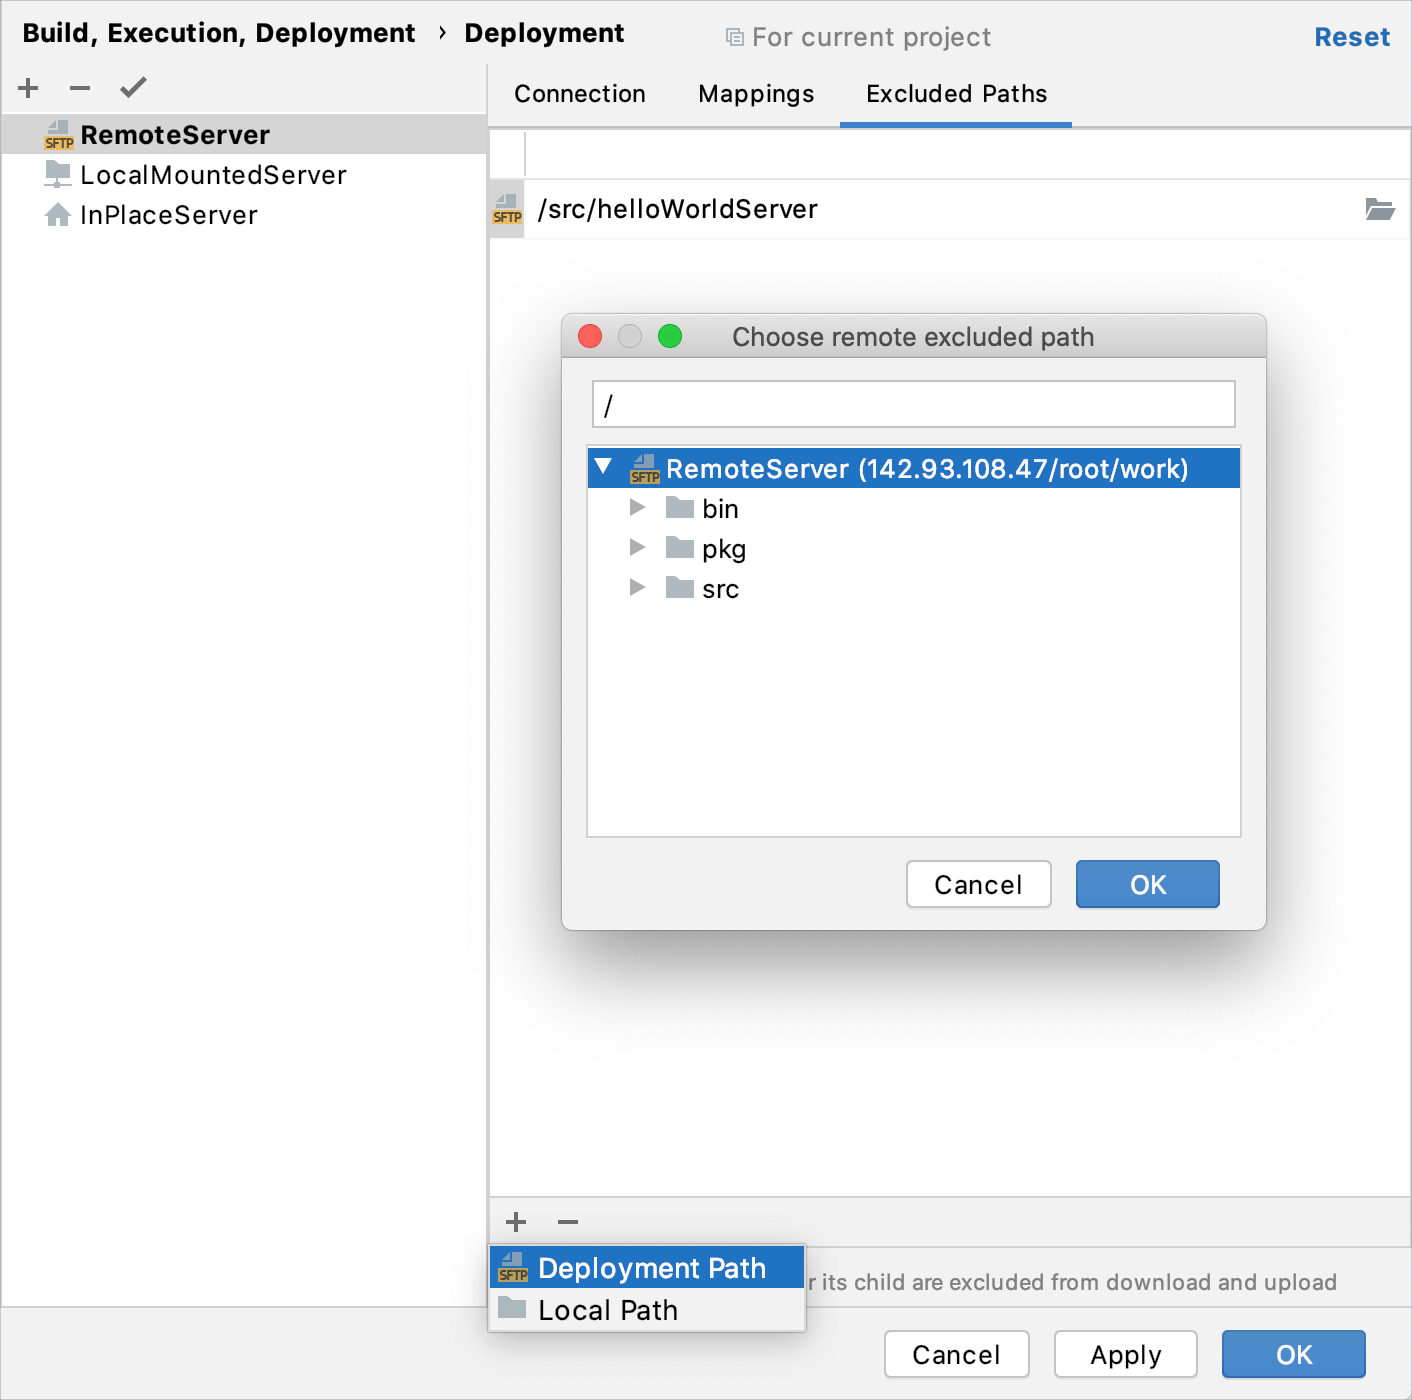 Build, Execution, Deployment › Deployment
For current project
Reset
Connection
Mappings
Excluded Paths
SFTP RemoteServer
LocalMountedServer
InPlaceServer
SFTP /src/helloWorldServer
Choose remote excluded path
/
SFTP RemoteServer (142.93.108.47/root/work)
bin
pkg
src
Cancel
OK
SFTP Deployment Path
Local Path
r its child are excluded from download and upload
Cancel
Apply
OK